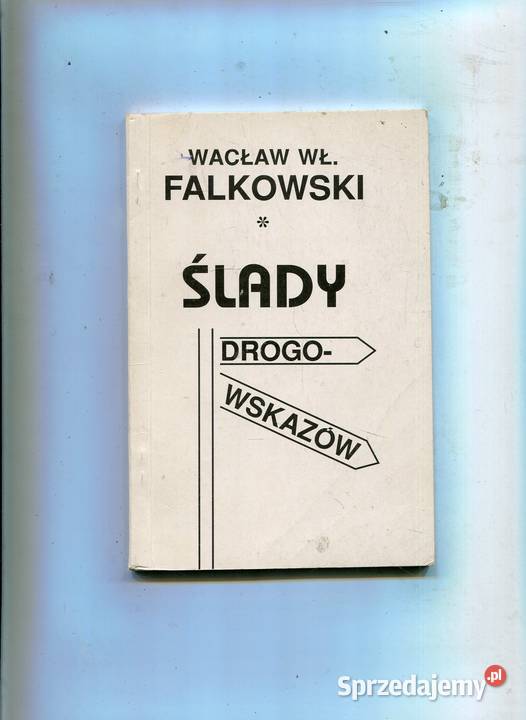 WACŁAW WŁ.
FALKOWSKI
*
ŚLADY
DROGO-
WSKAZÓW
Sprzedajemy.pl